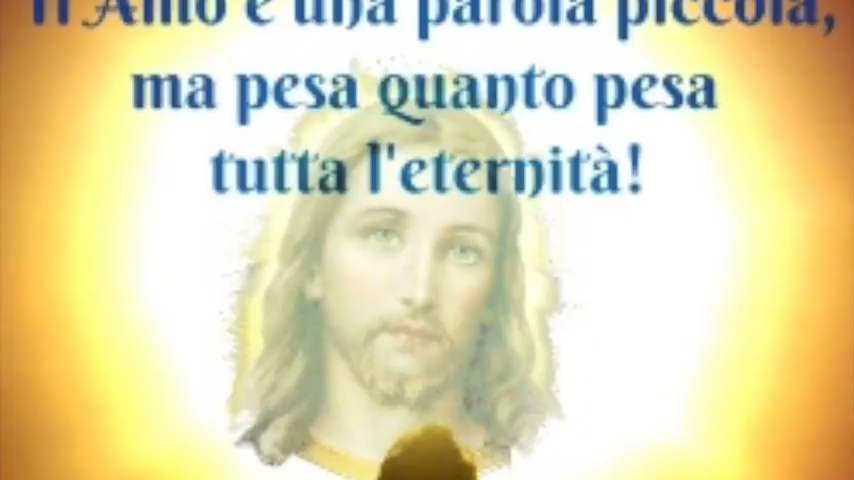 Ti Amo è una parola piccola,
ma pesa quanto pesa
tutta l'eternità!